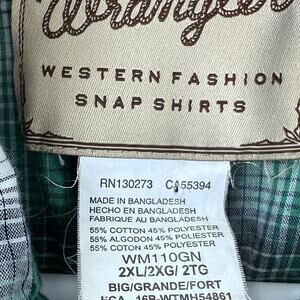 Wrangler
WESTERN FASHION
SNAP SHIRTS
RN130273 CA55394
MADE IN BANGLADESH
HECHO EN BANGLADESH
FABRIQUE AU BANGLADESH
55% COTTON 45% POLYESTER
55% ALGODON 45% POLIESTER
55% COTON 45% POLYESTER
WM110GN
2XL/2XG/ 2TG
BIG/GRANDE/FORT